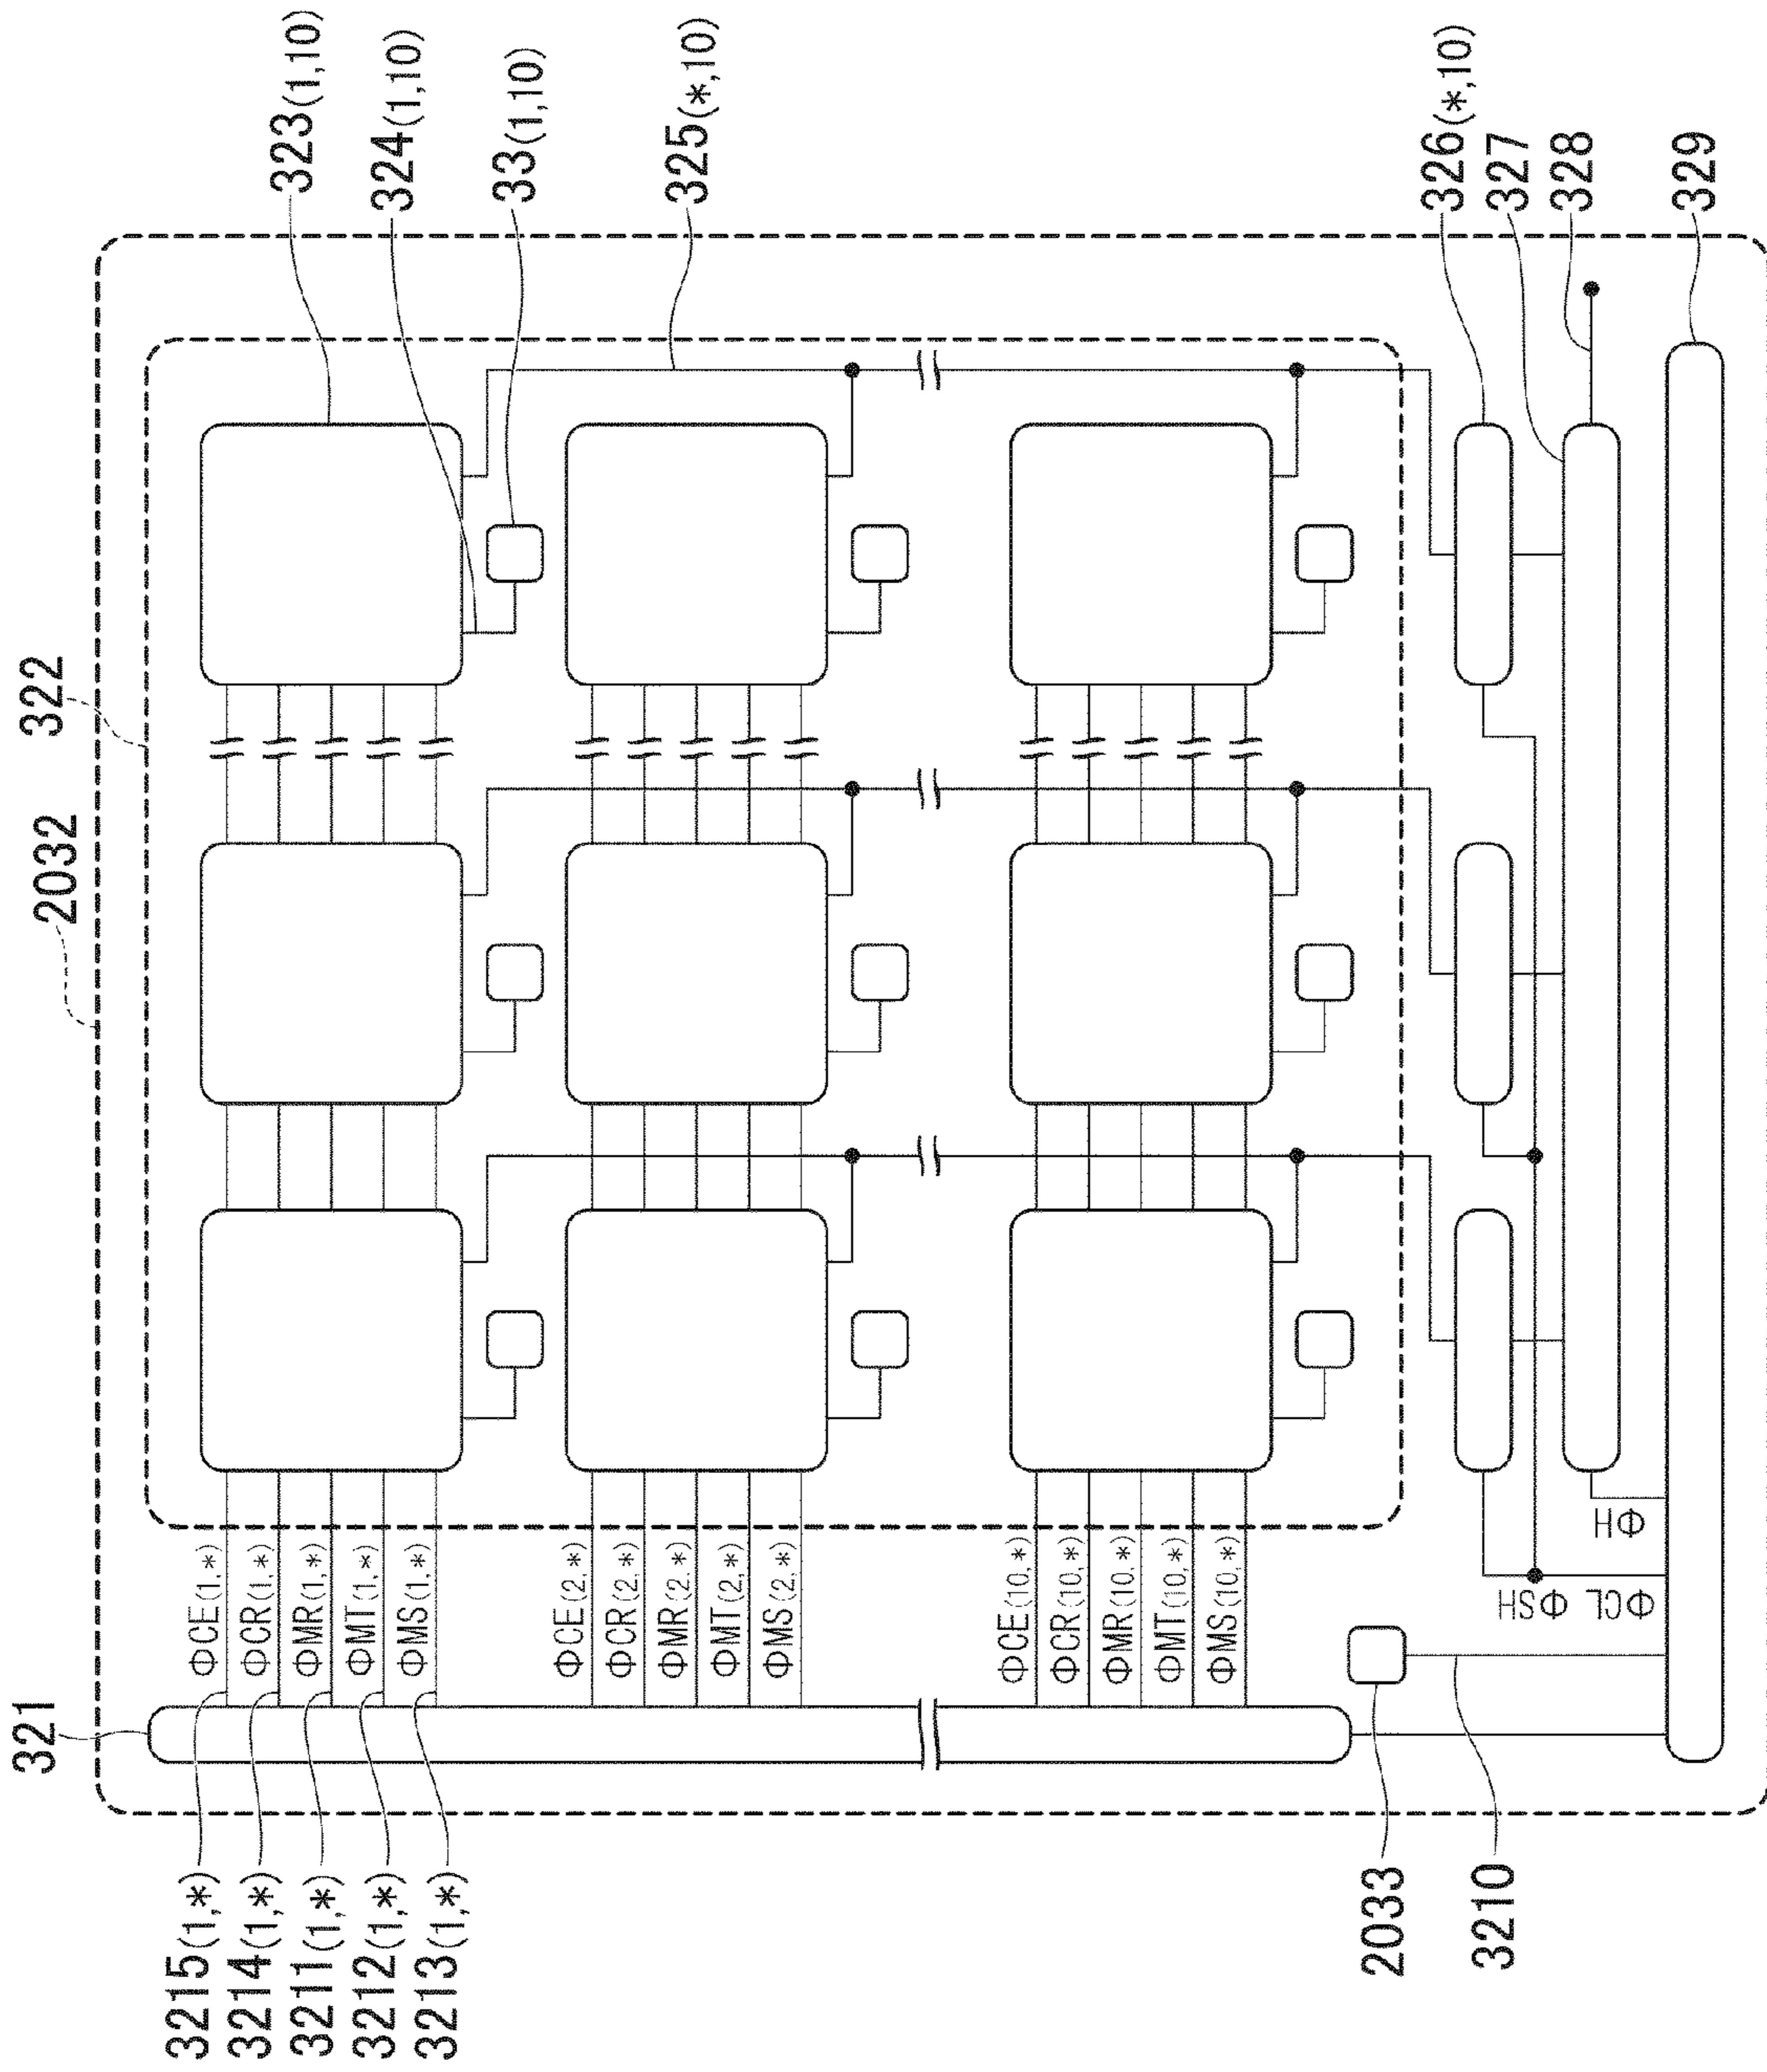 321
2032
322
323(1,10)
324(1,10)
33(1,10)
325(*,10)
326(*,10)
327
328
329
3215(1,*)
3214(1,*)
3211(1,*)
3212(1,*)
3213(1,*)
ΦCE(1,*)
ΦCR(1,*)
ΦMR(1,*)
ΦMT(1,*)
ΦMS(1,*)
ΦCE(2,*)
ΦCR(2,*)
ΦMR(2,*)
ΦMT(2,*)
ΦMS(2,*)
ΦCE(10,*)
ΦCR(10,*)
ΦMR(10,*)
ΦMT(10,*)
ΦMS(10,*)
2033
3210
ΦSH
ΦCL
ΦH